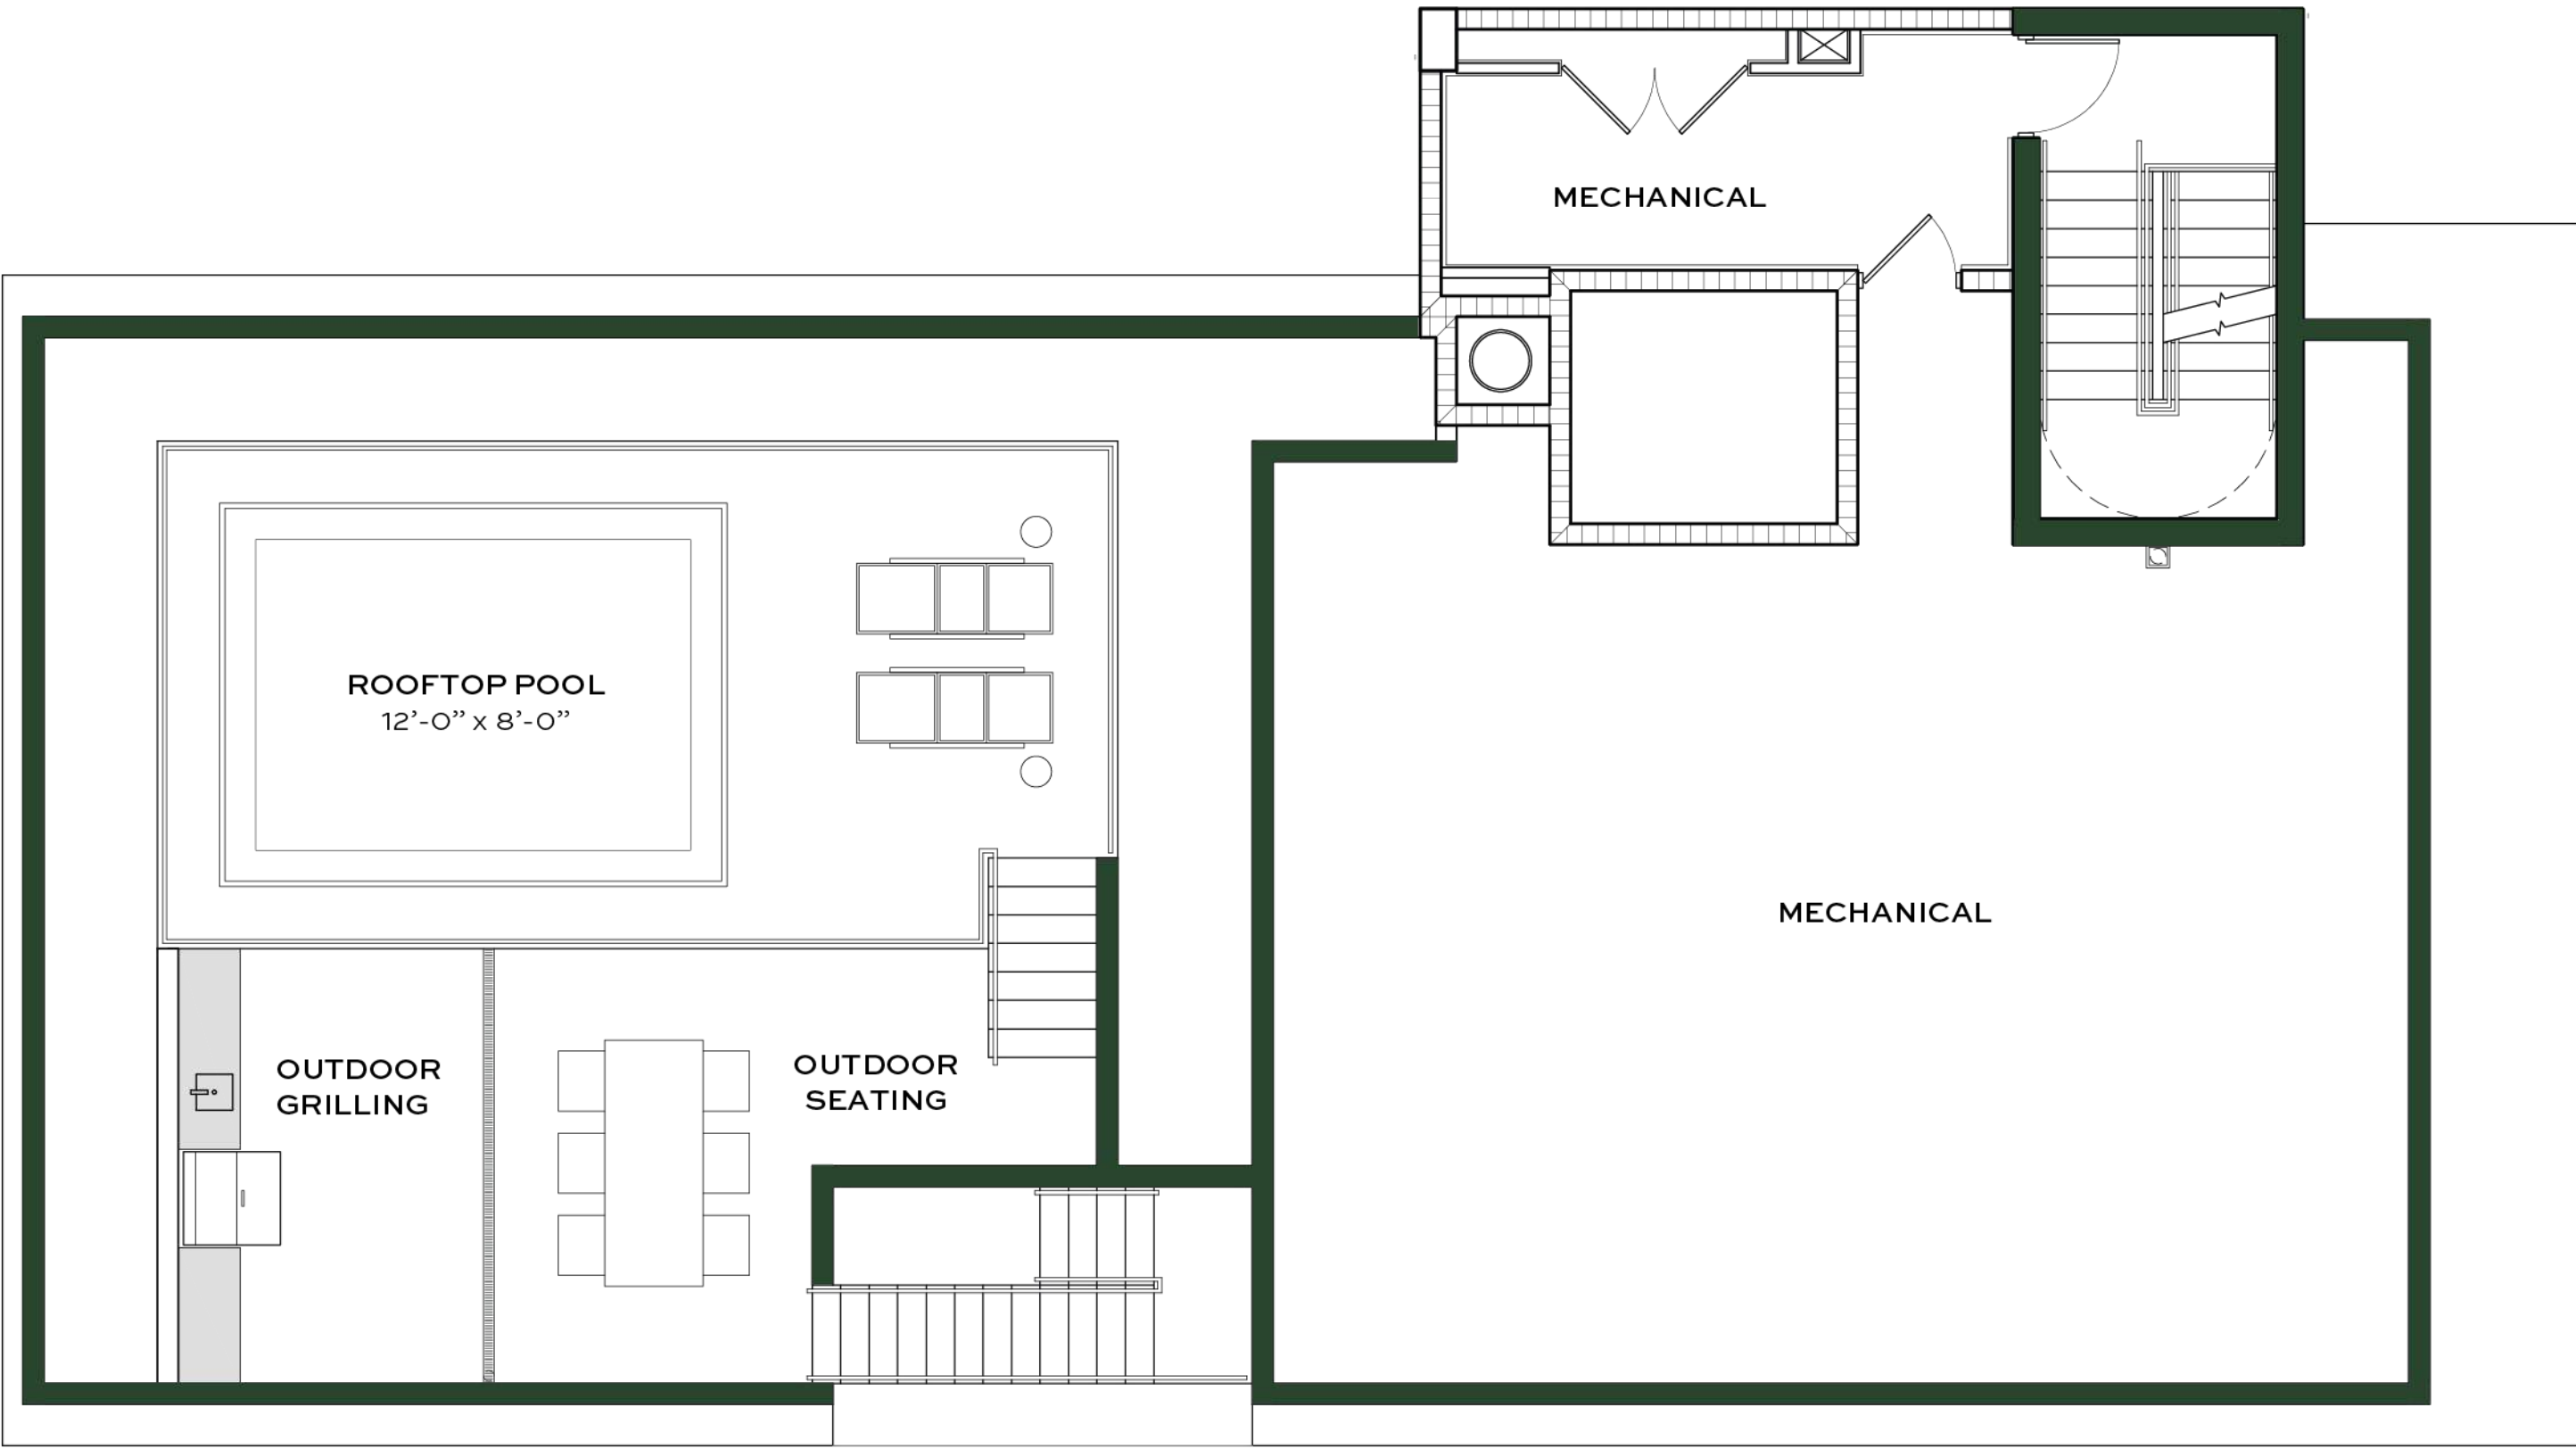 MECHANICAL
ROOFTOP POOL
12’-0” x 8’-0”
MECHANICAL
OUTDOOR
GRILLING
OUTDOOR
SEATING